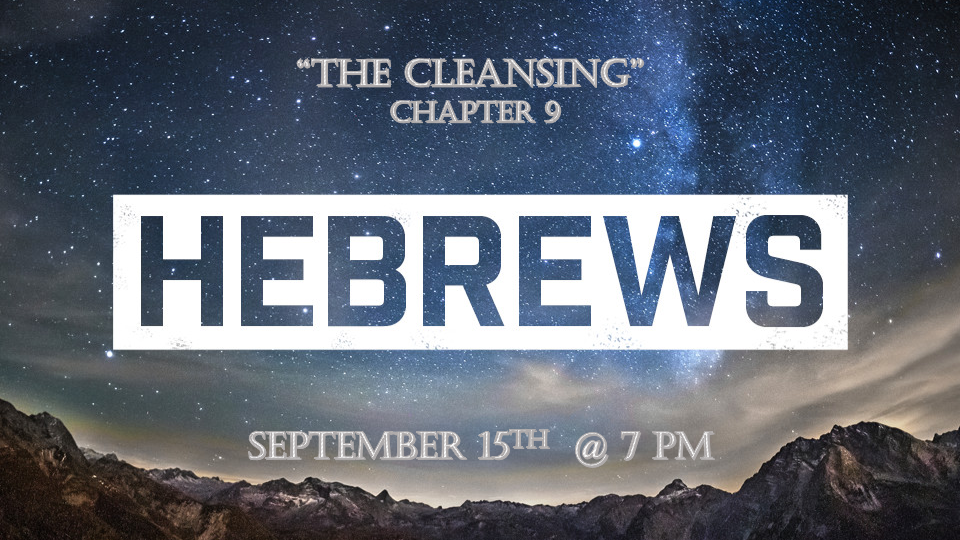 “THE CLEANSING”
CHAPTER 9
HEBREWS
SEPTEMBER 15TH @ 7 PM